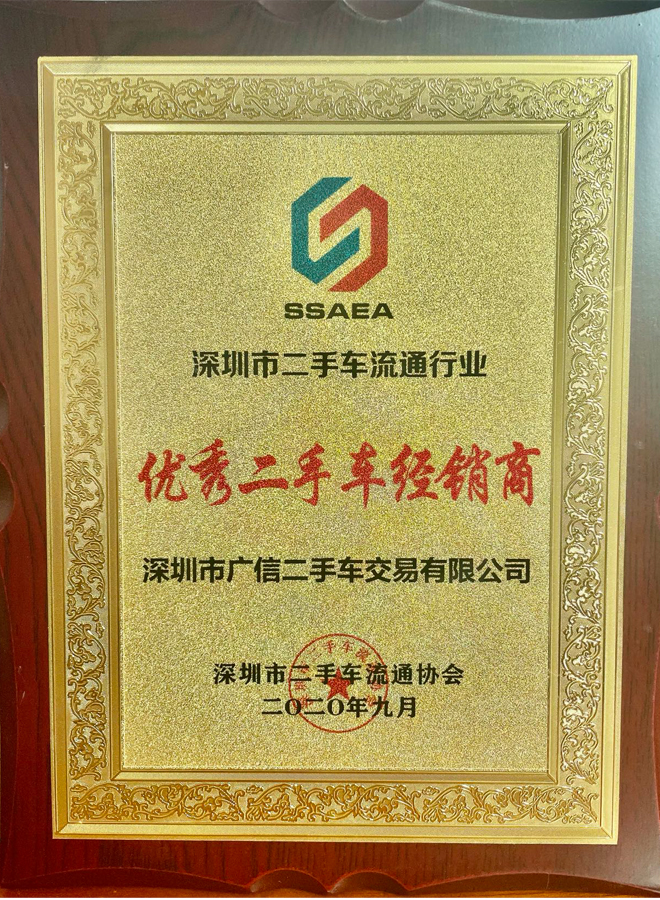 SSAEA
深圳市二手车流通行业
优秀二手车经销商
深圳市广信二手车交易有限公司
深圳市二手车流通协会
二〇二〇年九月